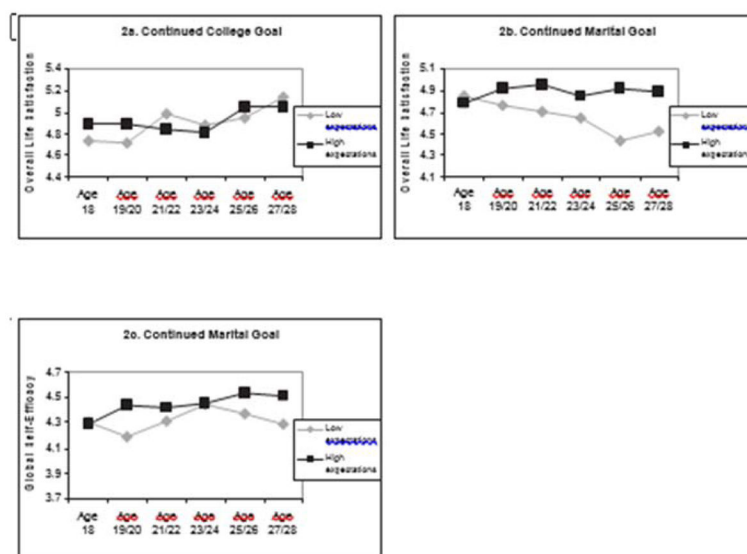 2a. Continued College Goal
Overall Life Satisfaction
5.4
5.2
5
4.8
4.6
4.4
Age 18
Age 19/20
Age 21/22
Age 23/24
Age 25/26
Age 27/28
Low expectations
High expectations
2b. Continued Marital Goal
Overall Life Satisfaction
5.1
4.9
4.7
4.5
4.3
4.1
Age 18
Age 19/20
Age 21/22
Age 23/24
Age 25/26
Age 27/28
Low expectations
High expectations
2c. Continued Marital Goal
Global Self-Efficacy
4.7
4.5
4.3
4.1
3.9
3.7
Age 18
Age 19/20
Age 21/22
Age 23/24
Age 25/26
Age 27/28
Low expectations
High expectations